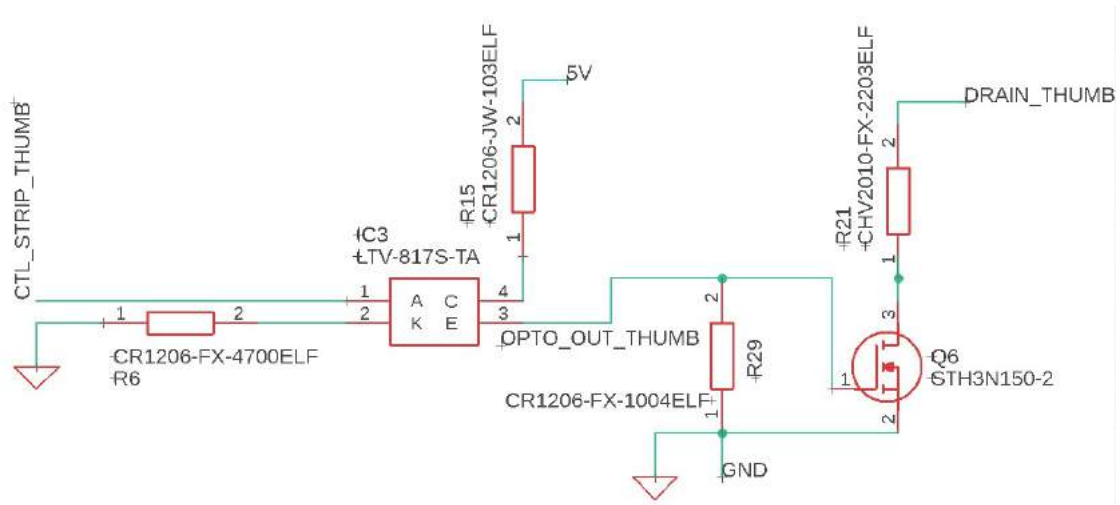 CTL_STRIP_THUMB
1
2
CR1206-FX-4700ELF
R6
IC3
LTV-817S-TA
1
2
A C
K E
4
3
R15
CR1206-JW-103ELF
2
1
5V
OPTO_OUT_THUMB
2
1
R29
CR1206-FX-1004ELF
GND
DRAIN_THUMB
R21
CHV2010-FX-2203ELF
2
1
3
1
2
Q6
STH3N150-2